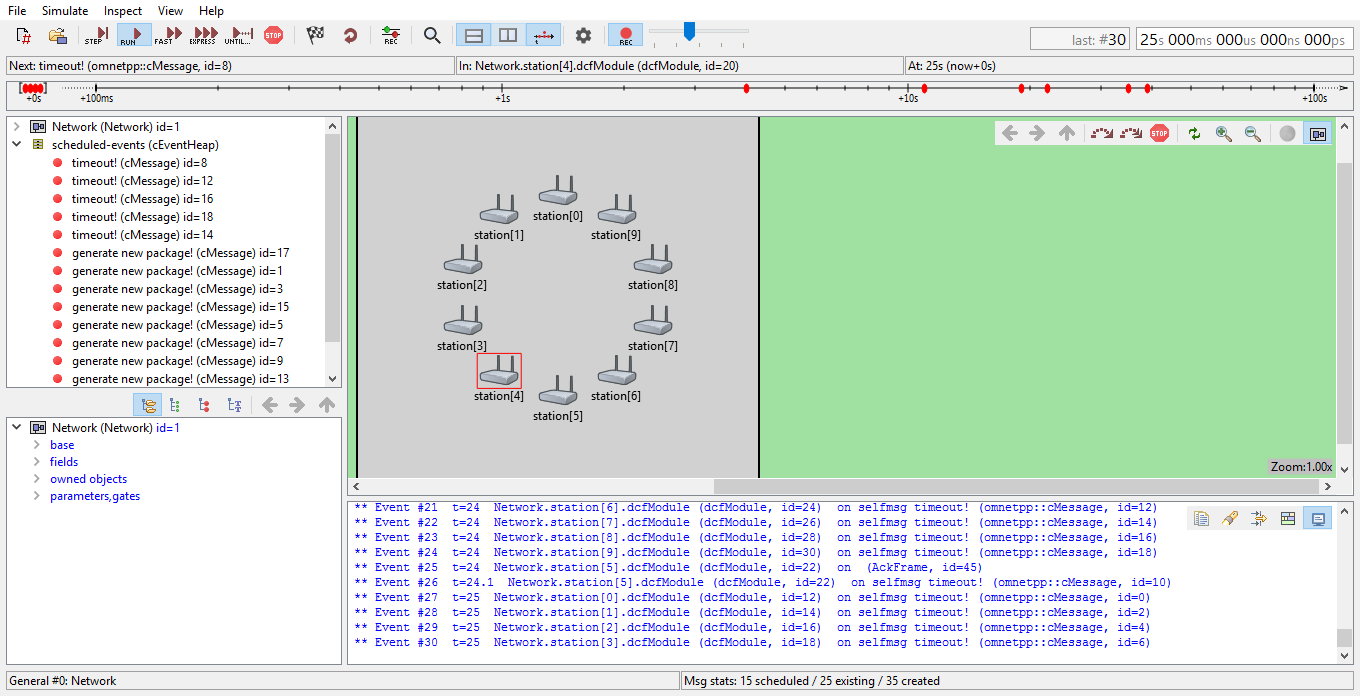 File Simulate Inspect View Help
STEP RUN FAST EXPRESS UNTIL... STOP REC REC last: #30 25s 000ms 000us 000ns 000ps
Next: timeout! (omnetpp::cMessage, id=8) In: Network.station[4].dcfModule (dcfModule, id=20) At: 25s (now+0s)
+0s +100ms +1s +10s +100s
Network (Network) id=1
scheduled-events (cEventHeap)
timeout! (cMessage) id=8
timeout! (cMessage) id=12
timeout! (cMessage) id=16
timeout! (cMessage) id=18
timeout! (cMessage) id=14
generate new package! (cMessage) id=17
generate new package! (cMessage) id=1
generate new package! (cMessage) id=3
generate new package! (cMessage) id=15
generate new package! (cMessage) id=5
generate new package! (cMessage) id=7
generate new package! (cMessage) id=9
generate new package! (cMessage) id=13
Network (Network) id=1
base
fields
owned objects
parameters,gates
STOP
station[0]
station[1] station[9]
station[2] station[8]
station[3] station[7]
station[4] station[6]
station[5]
Zoom:1.00x
** Event #21 t=24 Network.station[6].dcfModule (dcfModule, id=24) on selfmsg timeout! (omnetpp::cMessage, id=12)
** Event #22 t=24 Network.station[7].dcfModule (dcfModule, id=26) on selfmsg timeout! (omnetpp::cMessage, id=14)
** Event #23 t=24 Network.station[8].dcfModule (dcfModule, id=28) on selfmsg timeout! (omnetpp::cMessage, id=16)
** Event #24 t=24 Network.station[9].dcfModule (dcfModule, id=30) on selfmsg timeout! (omnetpp::cMessage, id=18)
** Event #25 t=24 Network.station[5].dcfModule (dcfModule, id=22) on (AckFrame, id=45)
** Event #26 t=24.1 Network.station[5].dcfModule (dcfModule, id=22) on selfmsg timeout! (omnetpp::cMessage, id=10)
** Event #27 t=25 Network.station[0].dcfModule (dcfModule, id=12) on selfmsg timeout! (omnetpp::cMessage, id=0)
** Event #28 t=25 Network.station[1].dcfModule (dcfModule, id=14) on selfmsg timeout! (omnetpp::cMessage, id=2)
** Event #29 t=25 Network.station[2].dcfModule (dcfModule, id=16) on selfmsg timeout! (omnetpp::cMessage, id=4)
** Event #30 t=25 Network.station[3].dcfModule (dcfModule, id=18) on selfmsg timeout! (omnetpp::cMessage, id=6)
General #0: Network Msg stats: 15 scheduled / 25 existing / 35 created